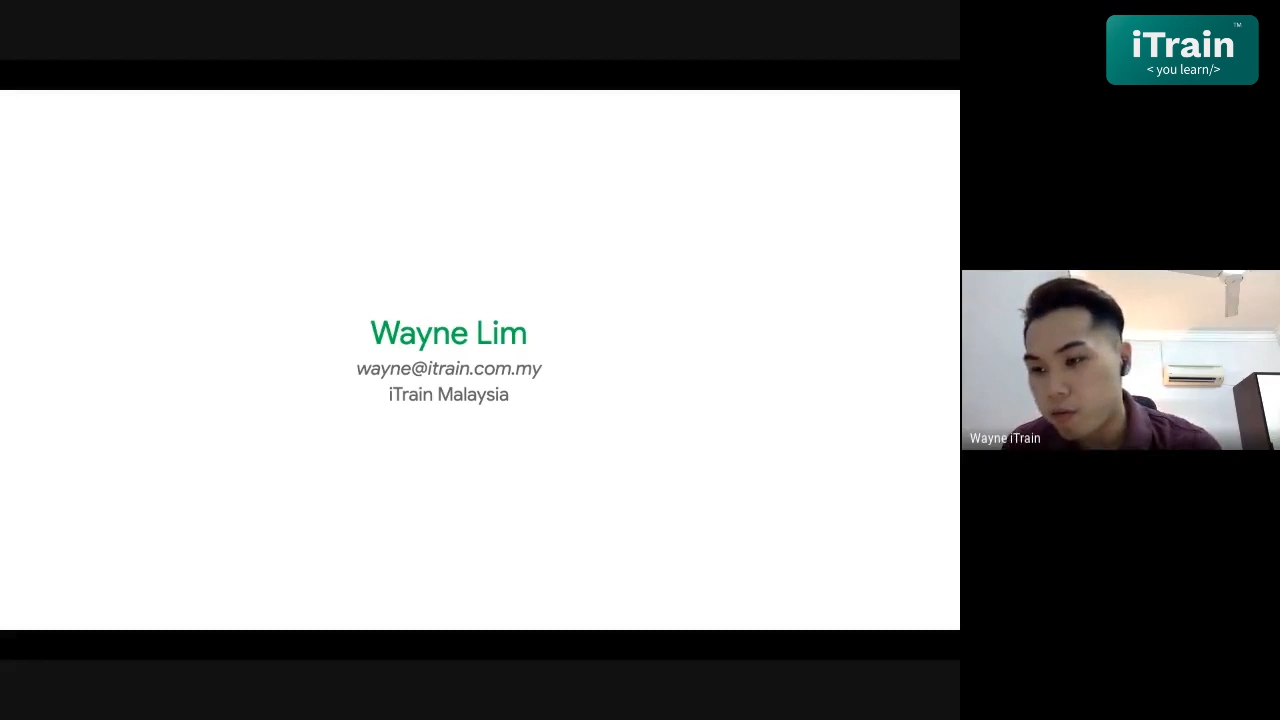 iTrain™
< you learn/>
Wayne Lim
wayne@itrain.com.my
iTrain Malaysia
Wayne iTrain